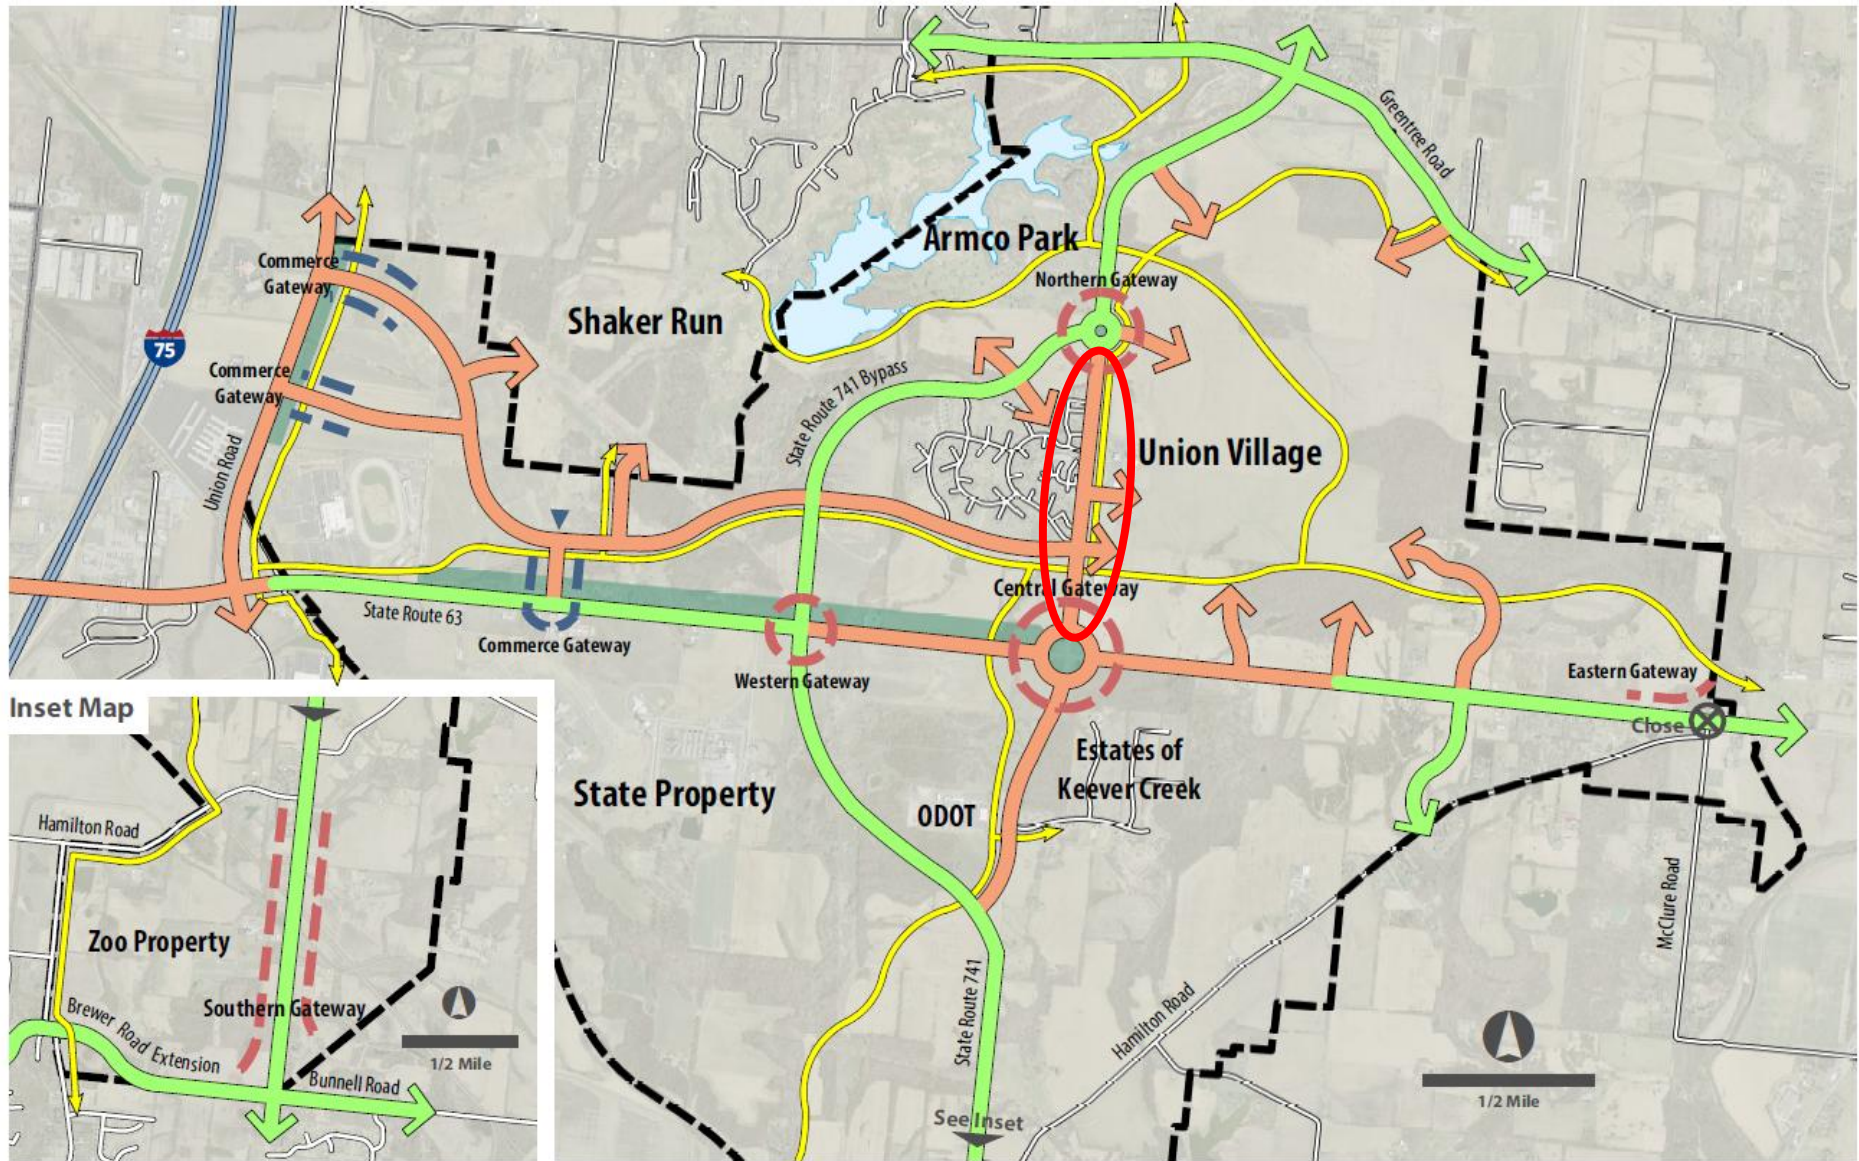 Greentree Road
Armco Park
Commerce
Gateway
Northern Gateway
Shaker Run
75
Commerce
Gateway
State Route 741 Bypass
Union Village
Union Road
Central Gateway
State Route 63
Commerce Gateway
Western Gateway
Eastern Gateway
Close
Inset Map
Estates of
Keever Creek
State Property
ODOT
Hamilton Road
McClure Road
Zoo Property
Southern Gateway
Brewer Road Extension
1/2 Mile
Bunnell Road
State Route 741
Hamilton Road
1/2 Mile
See Inset